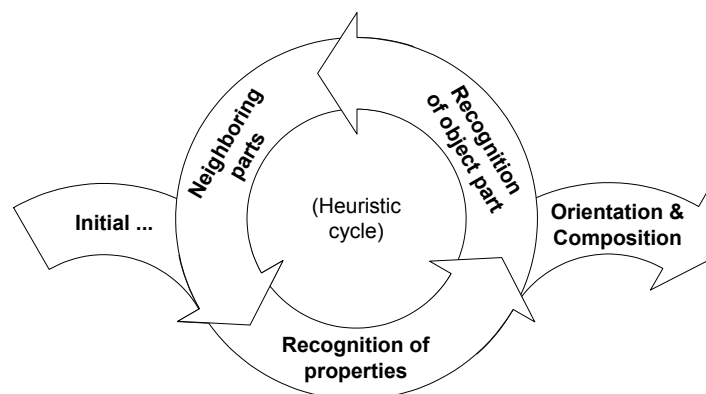 Neighboring
parts
Recognition
of object part
Initial ...
(Heuristic
cycle)
Orientation &
Composition
Recognition of
properties